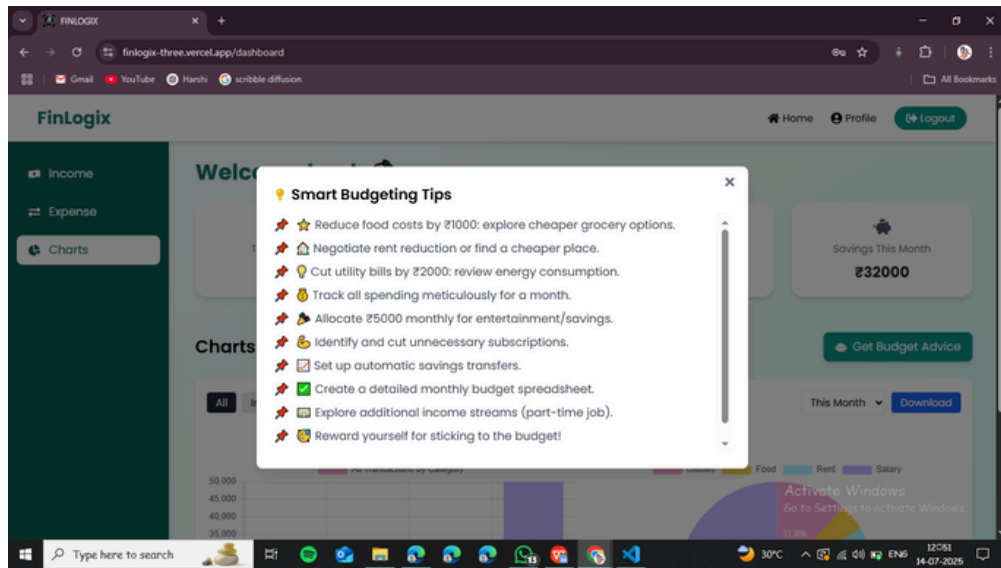 FINLOGIX
finlogix-three.vercel.app/dashboard
Gmail YouTube Harshi scribble diffusion All Bookmarks
FinLogix Home Profile Logout
Income
Expense
Charts
Welc
Smart Budgeting Tips
Reduce food costs by ₹1000: explore cheaper grocery options.
Negotiate rent reduction or find a cheaper place.
Cut utility bills by ₹2000: review energy consumption.
Track all spending meticulously for a month.
Allocate ₹5000 monthly for entertainment/savings.
Identify and cut unnecessary subscriptions.
Set up automatic savings transfers.
Create a detailed monthly budget spreadsheet.
Explore additional income streams (part-time job).
Reward yourself for sticking to the budget!
Savings This Month
₹32000
Charts Get Budget Advice
All This Month Download
Food Rent Salary
50,000
45,000
40,000
35,000
11.8%
Activate Windows
Go to Settings to activate Windows.
Type here to search 30°C ENG 12:51
14-07-2025